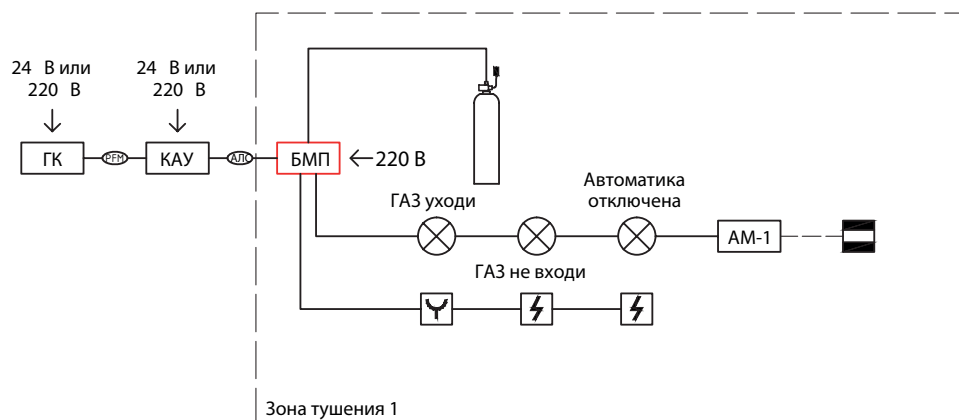 24 В или
220 В
24 В или
220 В
ГК
PFM
КАУ
АЛС
БМП
220 В
ГАЗ уходи
ГАЗ не входи
Автоматика
отключена
АМ-1
Зона тушения 1